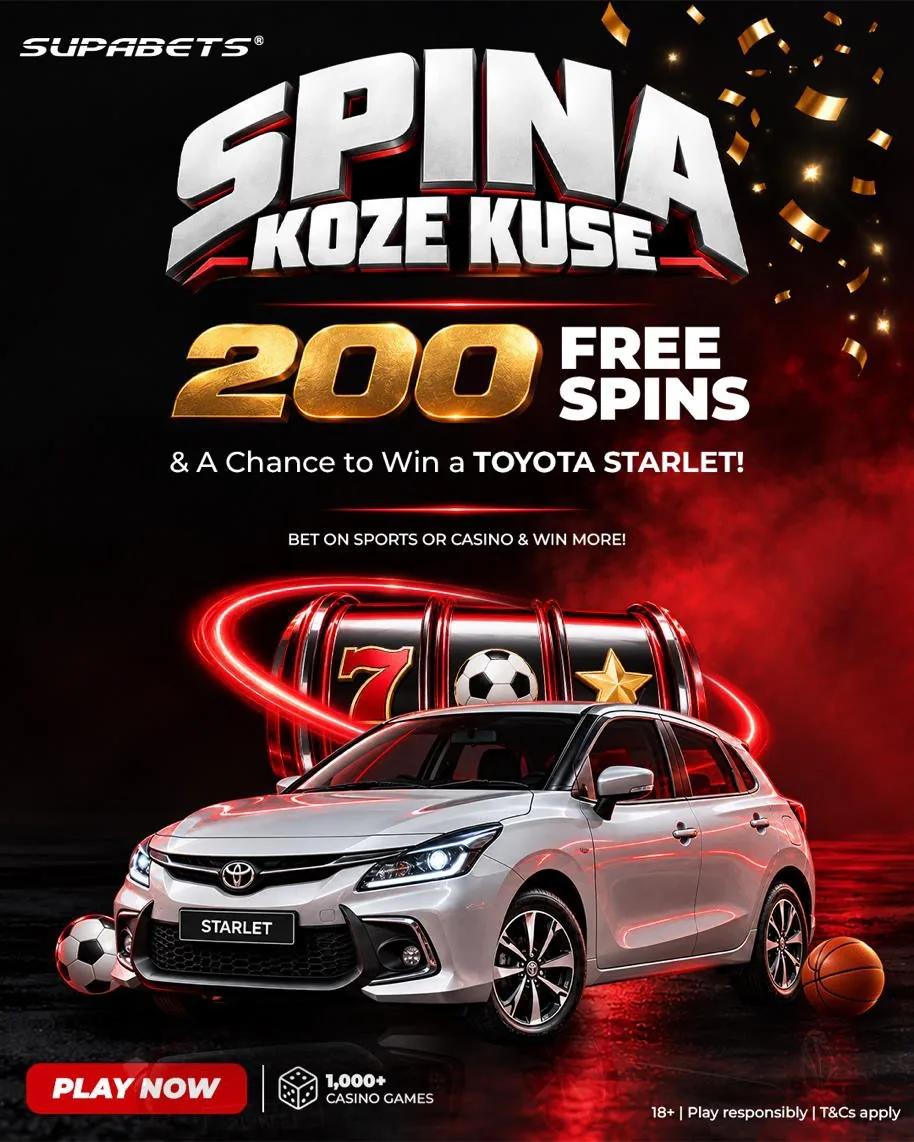 SUPABETS®
SPINA
KOZE KUSE
200 FREE SPINS
& A Chance to Win a TOYOTA STARLET!
BET ON SPORTS OR CASINO & WIN MORE!
7
STARLET
PLAY NOW
1,000+
CASINO GAMES
18+ | Play responsibly | T&Cs apply